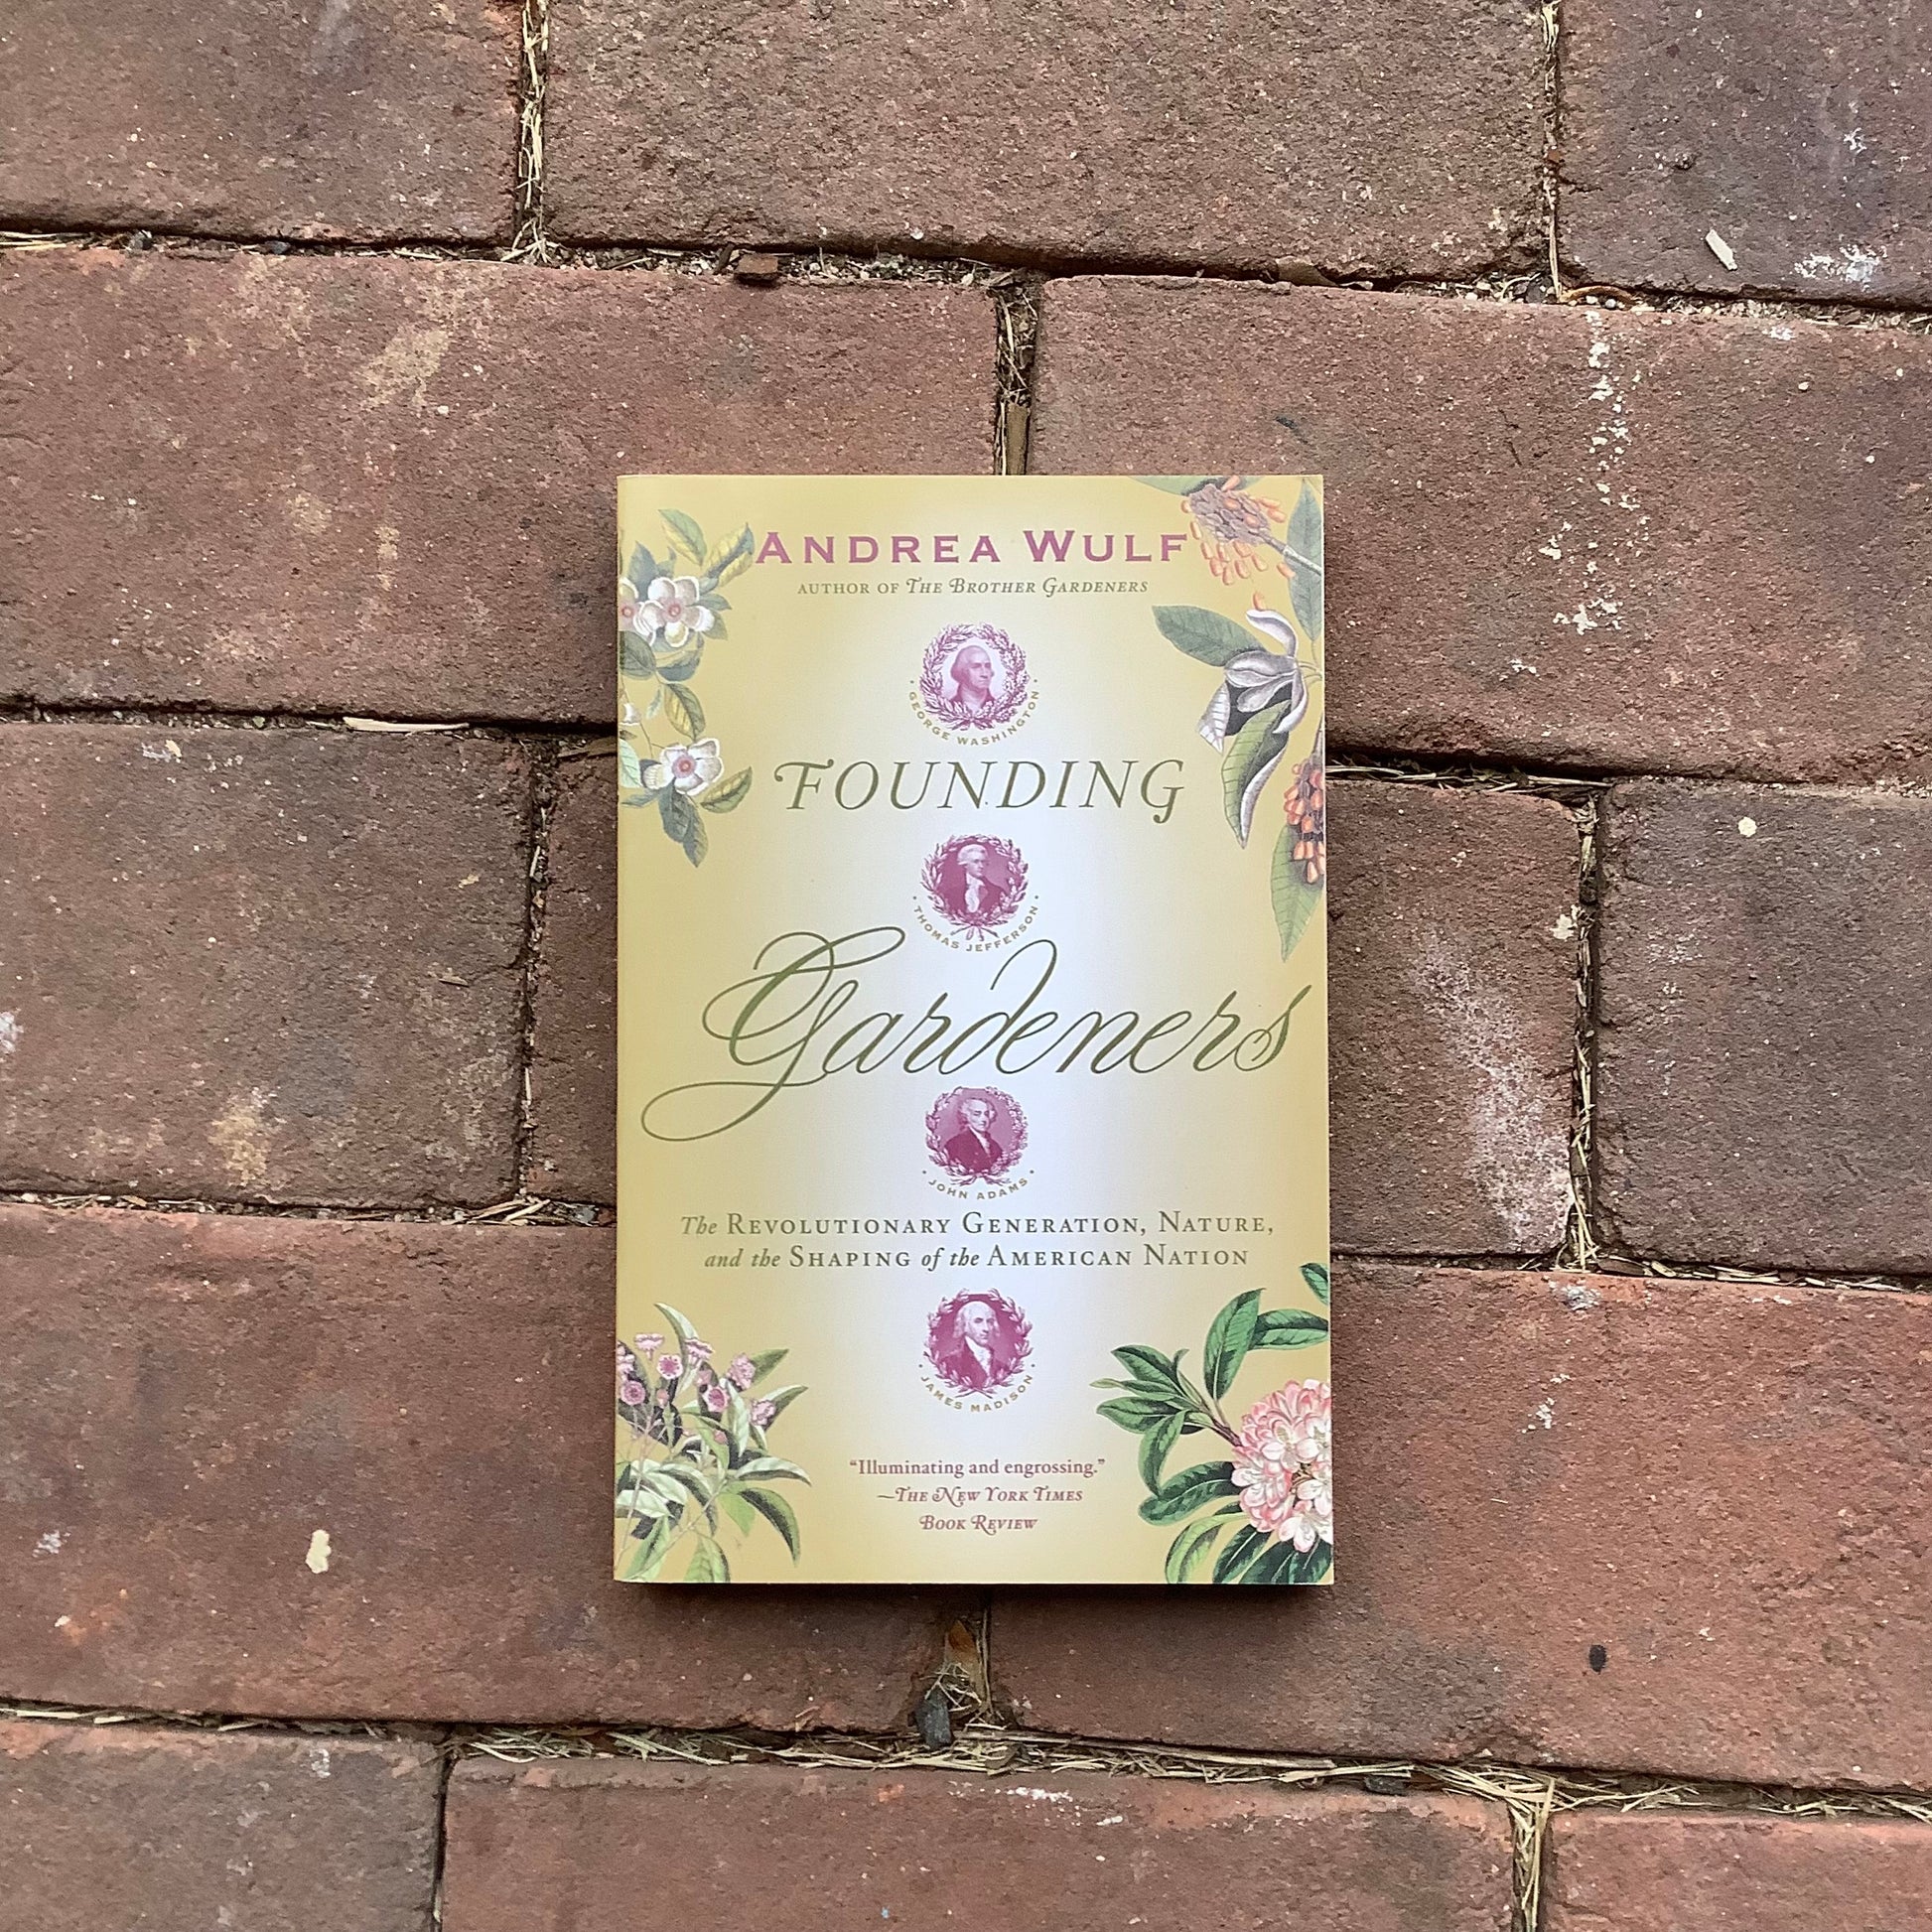 ANDREA WULF
AUTHOR OF THE BROTHER GARDENERS
GEORGE WASHINGTON
FOUNDING
THOMAS JEFFERSON
Gardeners
JOHN ADAMS
The REVOLUTIONARY GENERATION, NATURE,
and the SHAPING of the AMERICAN NATION
JAMES MADISON
“Illuminating and engrossing.”
—THE NEW YORK TIMES
BOOK REVIEW